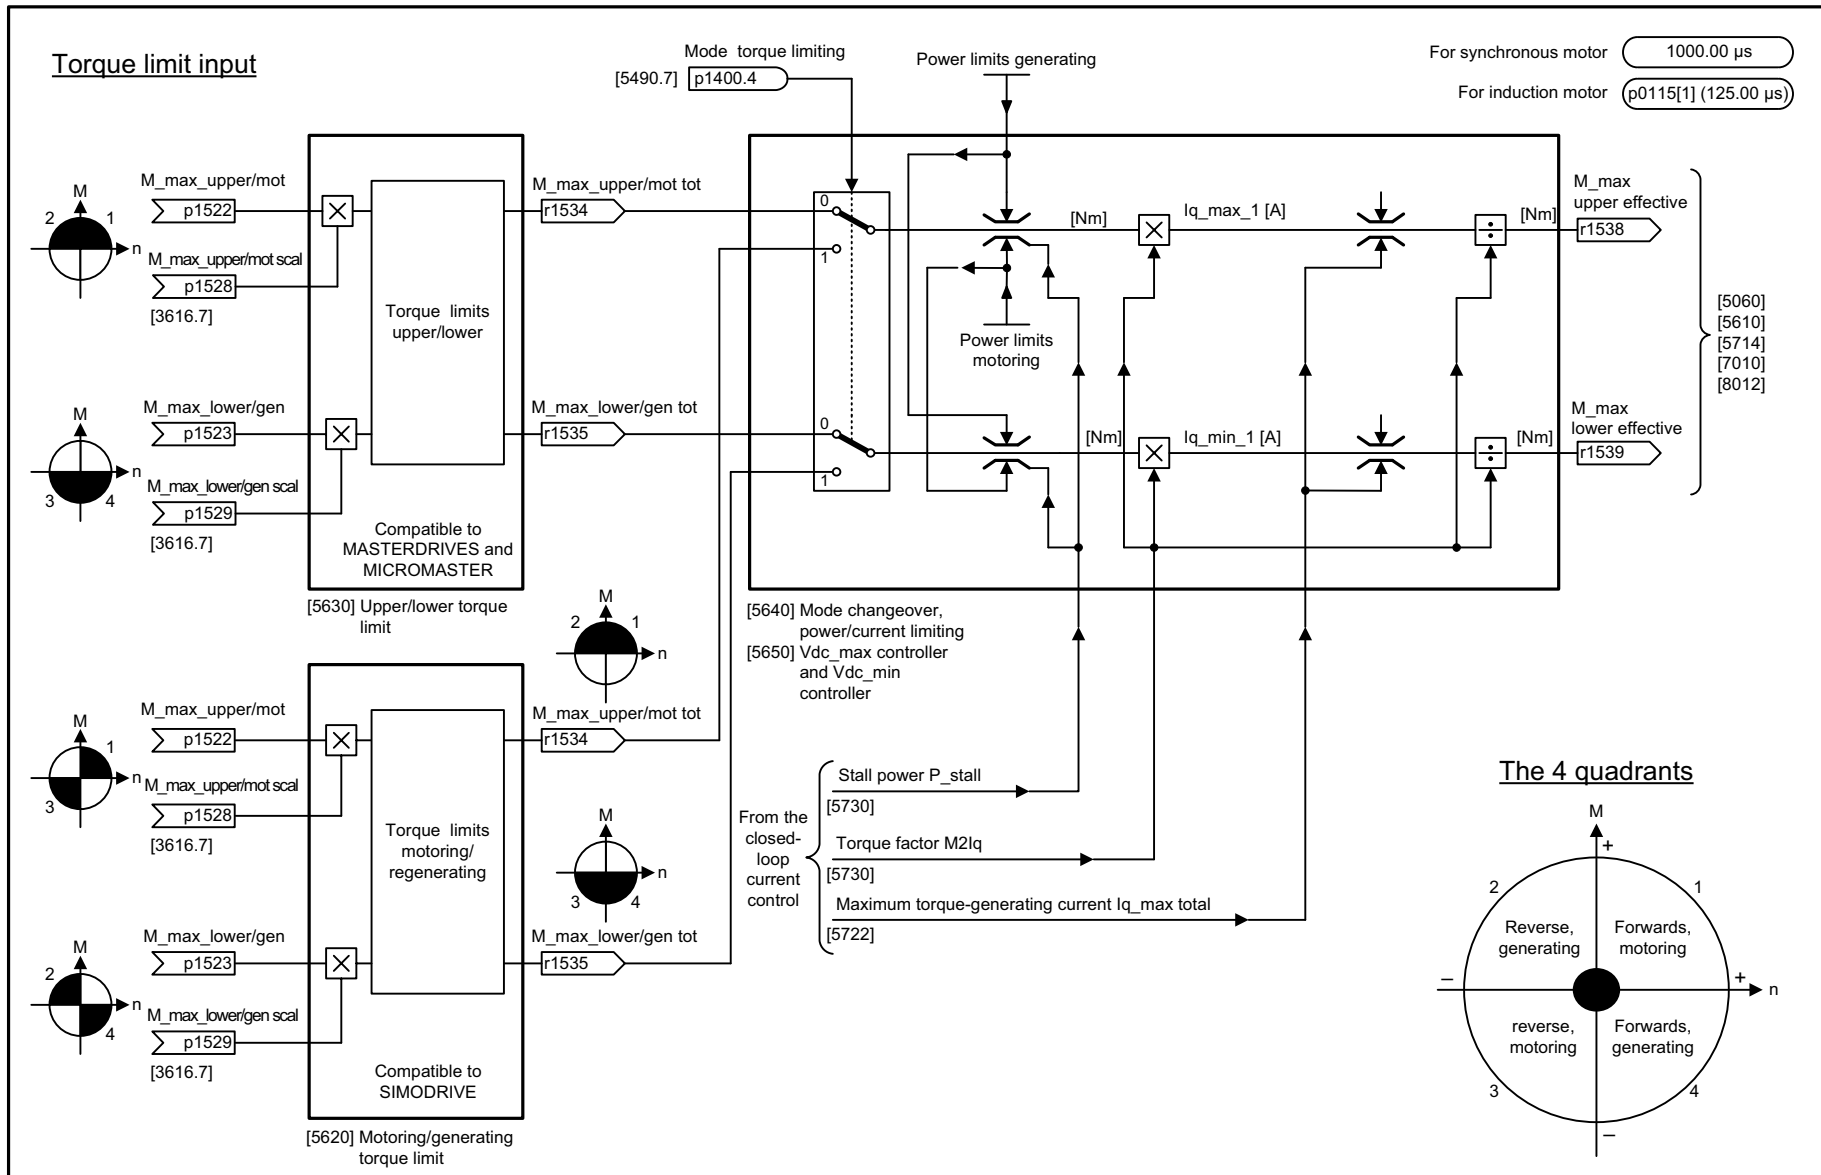 Torque limit input
Mode torque limiting
[5490.7]
p1400.4
Power limits generating
For synchronous motor
1000.00 µs
For induction motor
p0115[1] (125.00 µs)
M
2
1
n
M_max_upper/mot
p1522
M_max_upper/mot scal
p1528
[3616.7]
M
n
3
4
M_max_lower/gen
p1523
M_max_lower/gen scal
p1529
[3616.7]
Torque limits
upper/lower
Compatible to
MASTERDRIVES and
MICROMASTER
[5630] Upper/lower torque
limit
M_max_upper/mot tot
r1534
M_max_lower/gen tot
r1535
0
1
0
1
Power limits
motoring
[Nm]
Iq_max_1 [A]
[Nm]
[Nm]
Iq_min_1 [A]
[Nm]
M_max
upper effective
r1538
M_max
lower effective
r1539
[5060]
[5610]
[5714]
[7010]
[8012]
[5640] Mode changeover,
power/current limiting
[5650] Vdc_max controller
and Vdc_min
controller
M
1
n
3
M_max_upper/mot
p1522
M_max_upper/mot scal
p1528
[3616.7]
M
2
n
4
M_max_lower/gen
p1523
M_max_lower/gen scal
p1529
[3616.7]
Torque limits
motoring/
regenerating
Compatible to
SIMODRIVE
[5620] Motoring/generating
torque limit
M
2
1
n
M_max_upper/mot tot
r1534
M
n
3
4
M_max_lower/gen tot
r1535
From the
closed-
loop
current
control
Stall power P_stall
[5730]
Torque factor M2Iq
[5730]
Maximum torque-generating current Iq_max total
[5722]
The 4 quadrants
M
+
2
1
Reverse,
generating
Forwards,
motoring
–
+
n
reverse,
motoring
Forwards,
generating
3
4
–